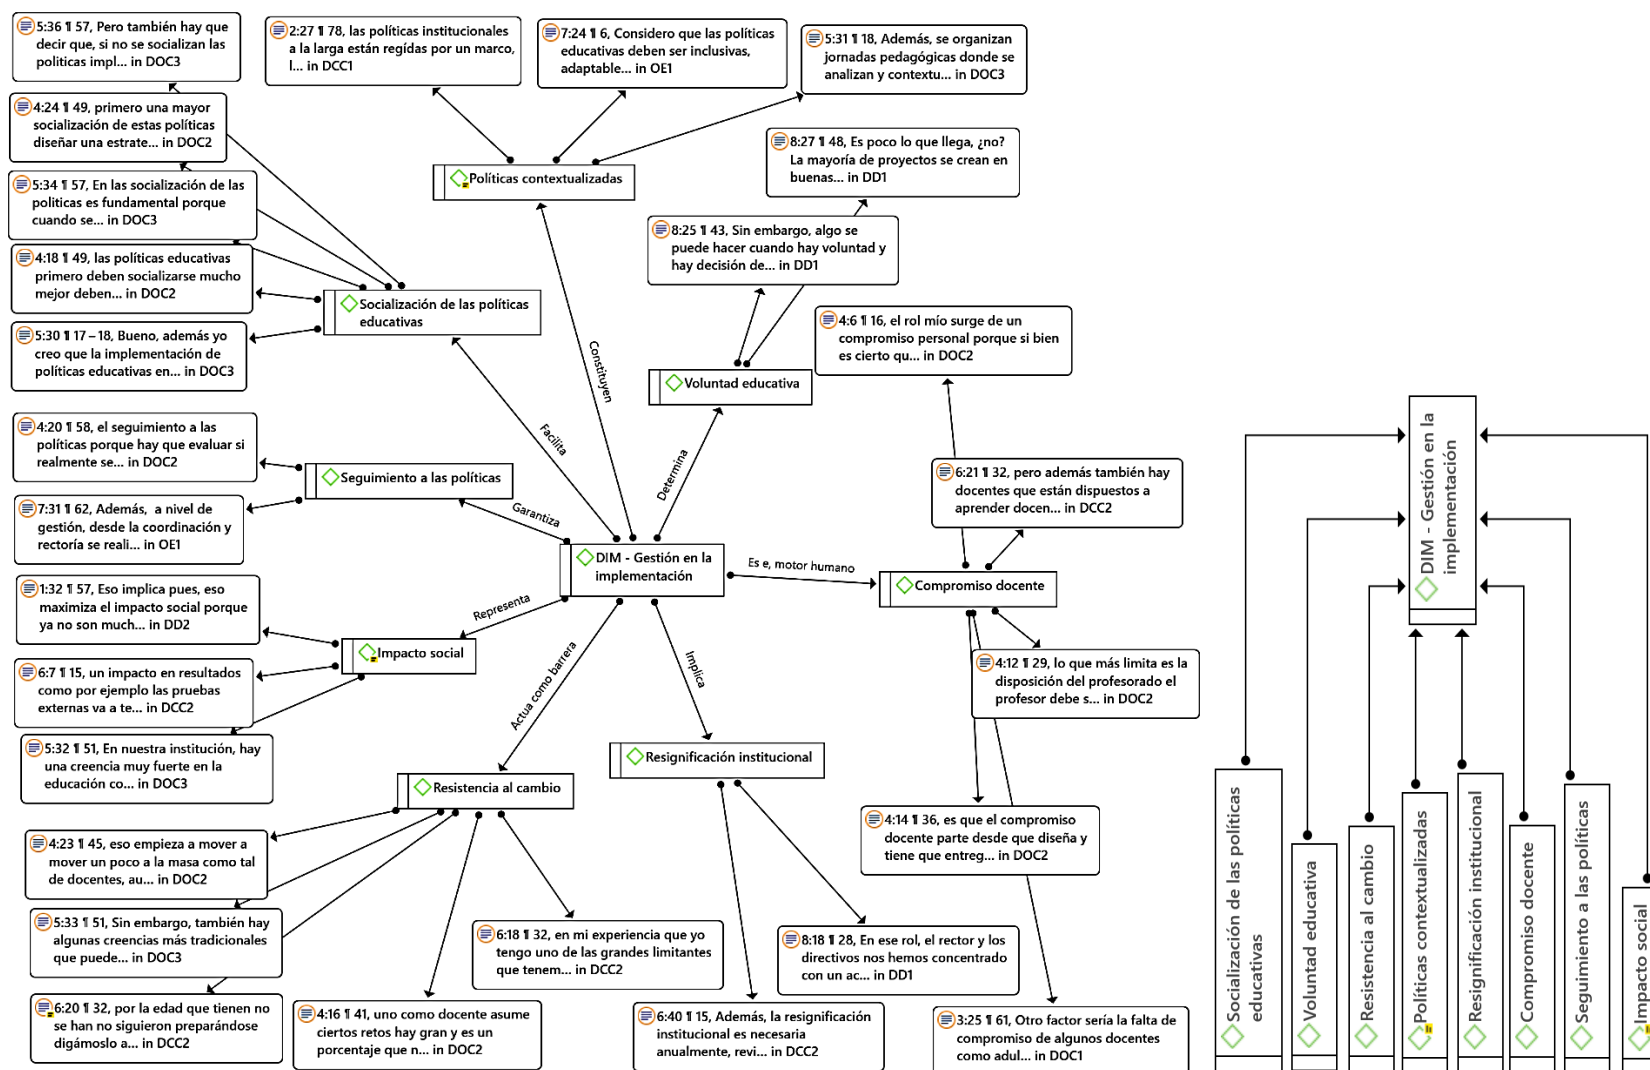 5:36 ¶ 57, Pero también hay que
decir que, si no se socializan las
politicas impl... in DOC3
4:24 ¶ 49, primero una mayor
socialización de estas políticas
diseñar una estrate... in DOC2
5:34 ¶ 57, En las socialización de las
politicas es fundamental porque
cuando se... in DOC3
4:18 ¶ 49, las políticas educativas
primero deben socializarse mucho
mejor deben... in DOC2
5:30 ¶ 17 – 18, Bueno, además yo
creo que la implementación de
políticas educativas en... in DOC3
2:27 ¶ 78, las políticas institucionales
a la larga están regídas por un marco,
l... in DCC1
7:24 ¶ 6, Considero que las políticas
educativas deben ser inclusivas,
adaptable... in OE1
5:31 ¶ 18, Además, se organizan
jornadas pedagógicas donde se
analizan y contextu... in DOC3
Políticas contextualizadas
8:27 ¶ 48, Es poco lo que llega, ¿no?
La mayoría de proyectos se crean en
buenas... in DD1
8:25 ¶ 43, Sin embargo, algo se
puede hacer cuando hay voluntad y
hay decisión de... in DD1
Socialización de las políticas
educativas
Constituyen
Voluntad educativa
4:6 ¶ 16, el rol mío surge de un
compromiso personal porque si bien
es cierto qu... in DOC2
Facilita
Determina
4:20 ¶ 58, el seguimiento a las
políticas porque hay que evaluar si
realmente se... in DOC2
Seguimiento a las políticas
7:31 ¶ 62, Además, a nivel de
gestión, desde la coordinación y
rectoría se reali... in OE1
Garantiza
6:21 ¶ 32, pero además también hay
docentes que están dispuestos a
aprender docen... in DCC2
DIM - Gestión en la
implementación
Es e, motor humano
Compromiso docente
1:32 ¶ 57, Eso implica pues, eso
maximiza el impacto social porque
ya no son much... in DD2
Representa
Impacto social
6:7 ¶ 15, un impacto en resultados
como por ejemplo las pruebas
externas va a te... in DCC2
5:32 ¶ 51, En nuestra institución, hay
una creencia muy fuerte en la
educación co... in DOC3
Actua como barrera
Implica
4:12 ¶ 29, lo que más limita es la
disposición del profesorado el
profesor debe s... in DOC2
Resistencia al cambio
Resignificación institucional
4:14 ¶ 36, es que el compromiso
docente parte desde que diseña y
tiene que entreg... in DOC2
4:23 ¶ 45, eso empieza a mover a
mover un poco a la masa como tal
de docentes, au... in DOC2
5:33 ¶ 51, Sin embargo, también hay
algunas creencias más tradicionales
que puede... in DOC3
6:20 ¶ 32, por la edad que tienen no
se han no siguieron preparándose
digámoslo a... in DCC2
4:16 ¶ 41, uno como docente asume
ciertos retos hay gran y es un
porcentaje que n... in DOC2
6:18 ¶ 32, en mi experiencia que yo
tengo uno de las grandes limitantes
que tenem... in DCC2
6:40 ¶ 15, Además, la resignificación
institucional es necesaria
anualmente, revi... in DCC2
8:18 ¶ 28, En ese rol, el rector y los
directivos nos hemos concentrado
con un ac... in DD1
3:25 ¶ 61, Otro factor sería la falta de
compromiso de algunos docentes
como adul... in DOC1
DIM - Gestión en la
implementación
Socialización de las políticas
educativas
Voluntad educativa
Resistencia al cambio
Políticas contextualizadas
Resignificación institucional
Compromiso docente
Seguimiento a las políticas
Impacto social